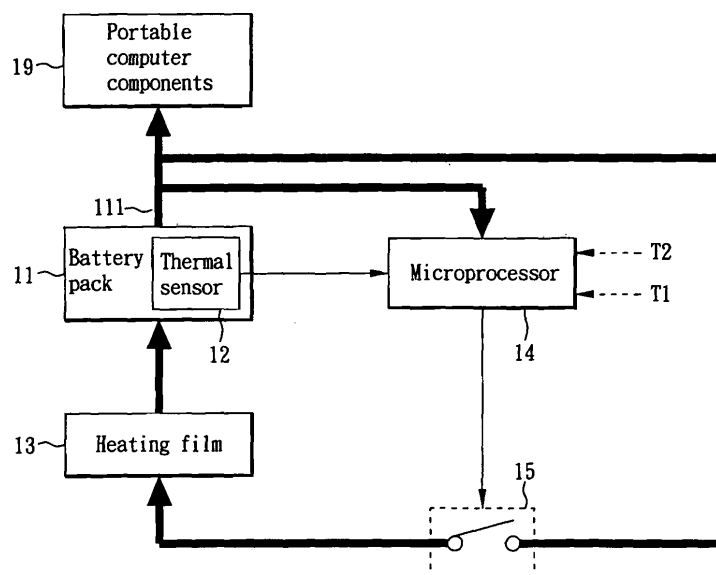 Portable
computer
components
19
111
Battery
pack
11
Thermal
sensor
12
Microprocessor
T2
T1
14
Heating film
13
15